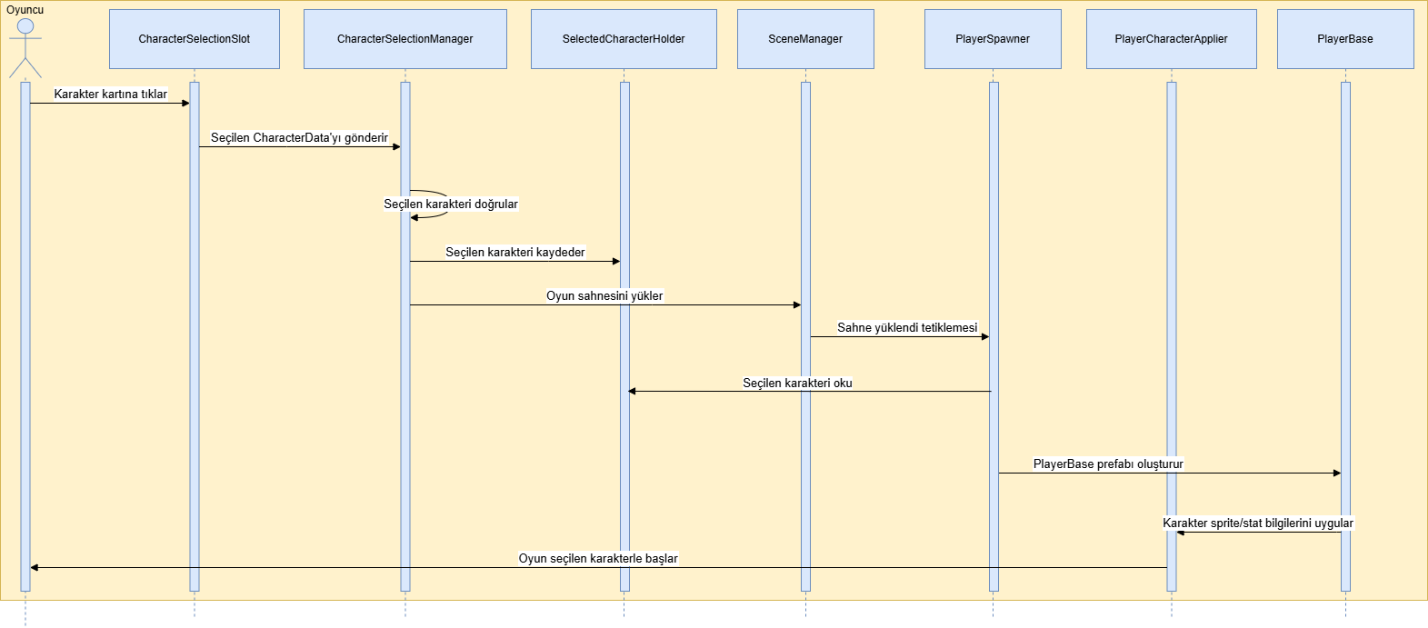 Oyuncu
CharacterSelectionSlot
CharacterSelectionManager
SelectedCharacterHolder
SceneManager
PlayerSpawner
PlayerCharacterApplier
PlayerBase
Karakter kartına tıklar
Seçilen CharacterData'yı gönderir
Seçilen karakteri doğrular
Seçilen karakteri kaydeder
Oyun sahnesini yükler
Sahne yüklendi tetiklemesi
Seçilen karakteri oku
PlayerBase prefabı oluşturur
Karakter sprite/stat bilgilerini uygular
Oyun seçilen karakterle başlar